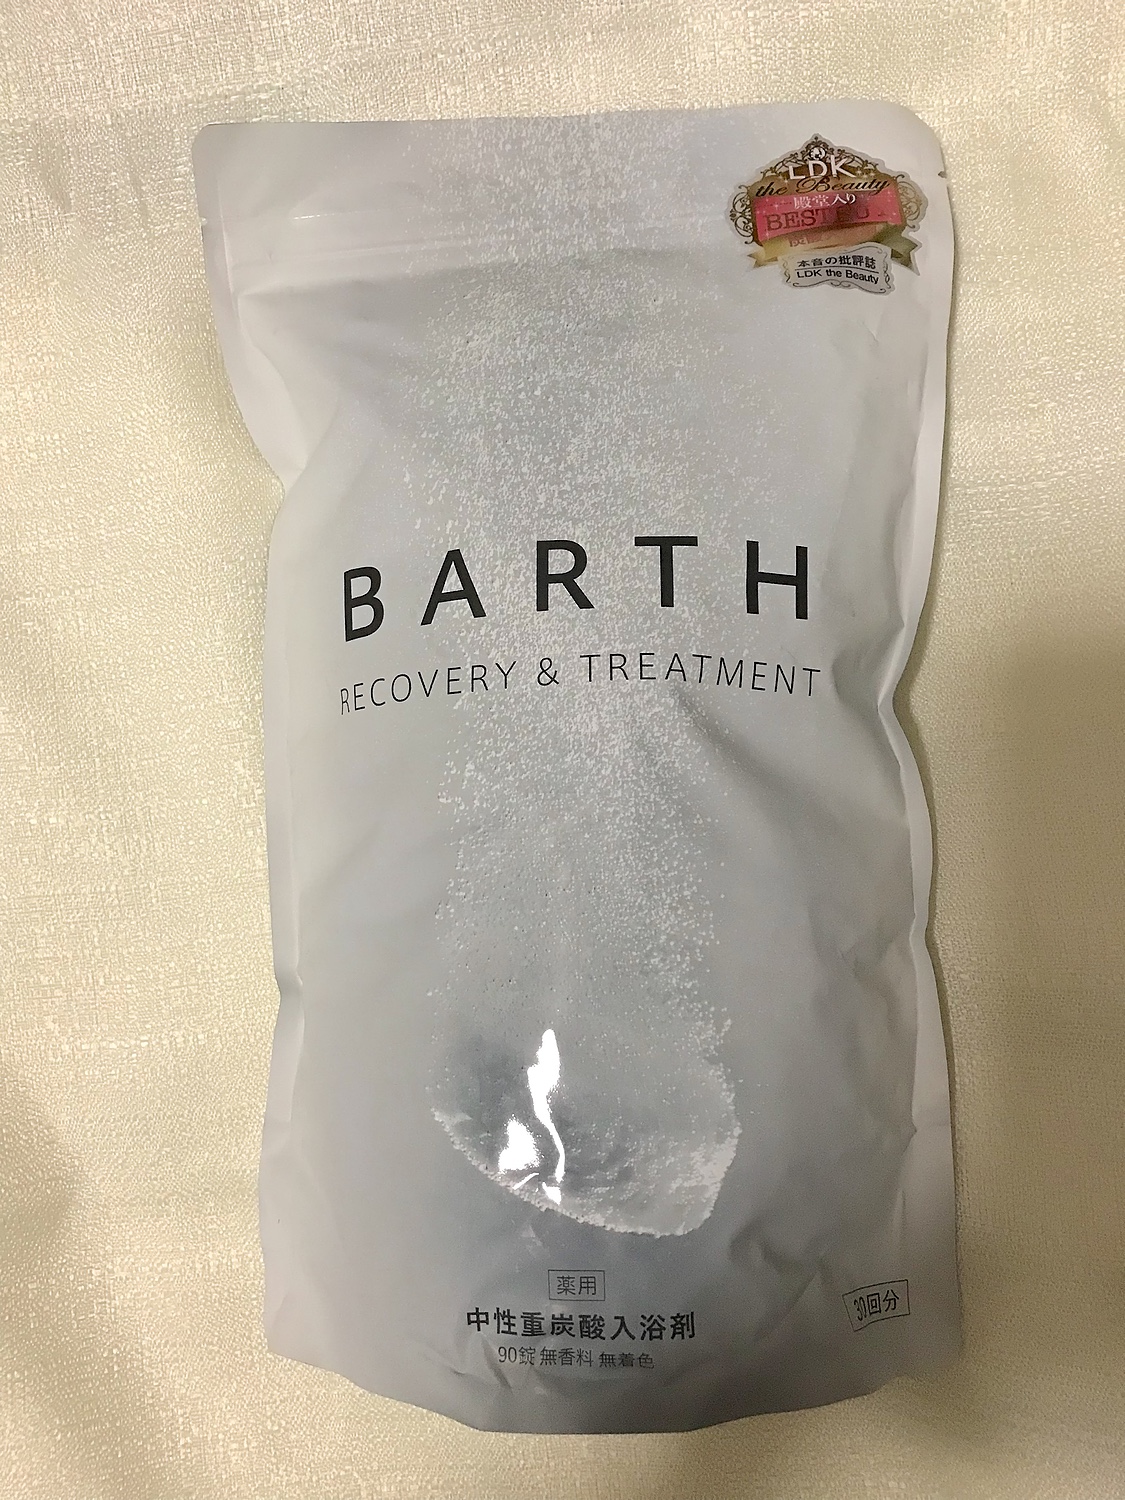 LDK
the Beauty
殿堂入り
BEST
本音の批評誌
LDK the Beauty
BARTH
RECOVERY & TREATMENT
薬用
中性重炭酸入浴剤
90錠 無香料 無着色
30回分